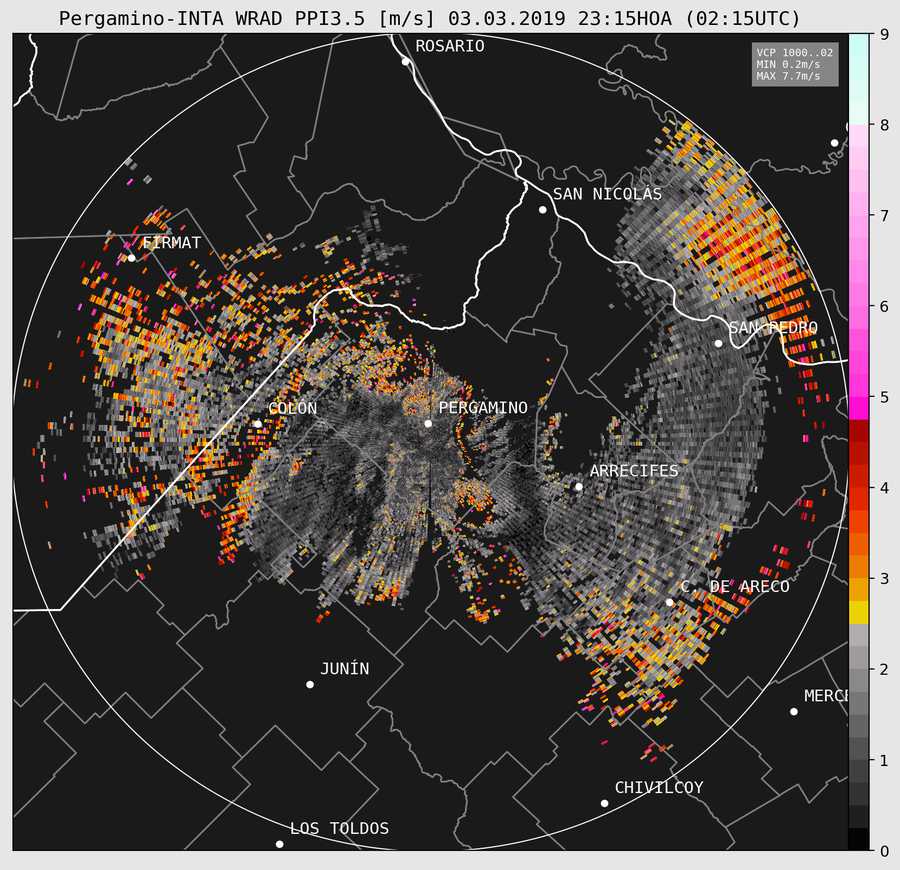 Pergamino-INTA WRAD PPI3.5 [m/s] 03.03.2019 23:15HOA (02:15UTC)
ROSARIO
VCP 1000..02
MIN 0.2m/s
MAX 7.7m/s
9
8
SAN NICOLÁS
7
FIRMAT
6
SAN PEDRO
5
COLÓN
PERGAMINO
ARRECIFES
4
C. DE ARECO
3
JUNÍN
MERCE
2
CHIVILCOY
1
LOS TOLDOS
0